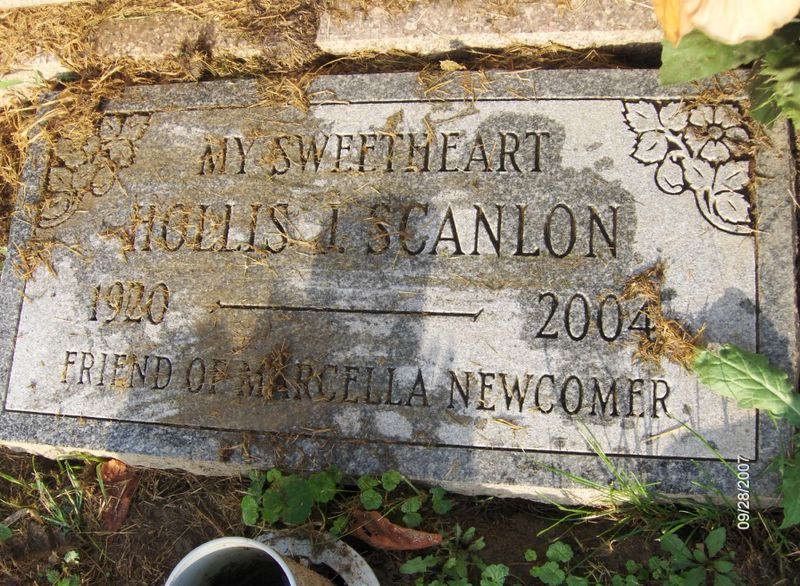 MY SWEETHEART
HOLLIS J. SCANLON
1920 2004
FRIEND OF MARCELLA NEWCOMER
09/28/2007